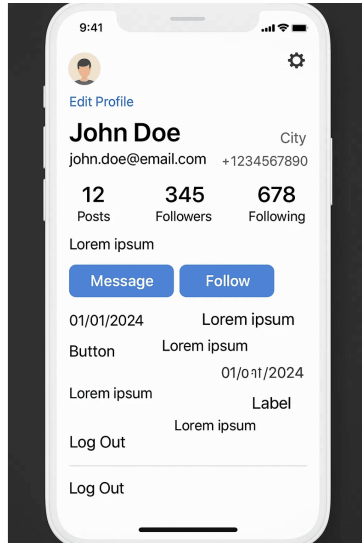 9:41
Edit Profile
John Doe
City
john.doe@email.com +1234567890
12 345 678
Posts Followers Following
Lorem ipsum
Message Follow
01/01/2024 Lorem ipsum
Button Lorem ipsum
Lorem ipsum
Label
Lorem ipsum
Log Out
Log Out